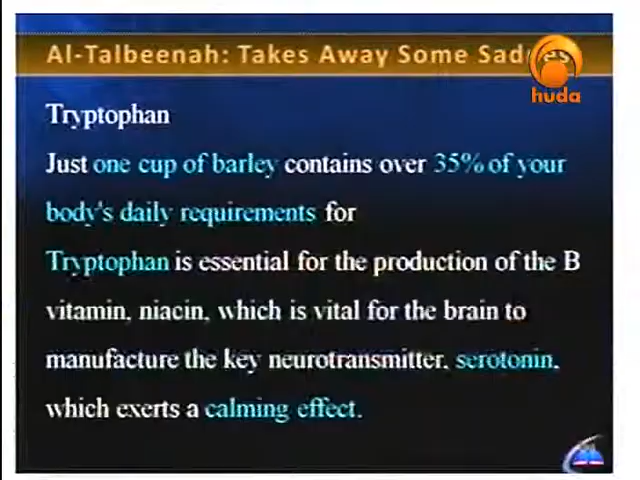 Al-Talbeenah: Takes Away Some
huda
Tryptophan
Just one cup of barley contains over 35% of your
body's daily requirements for
Tryptophan is essential for the production of the B
vitamin, niacin, which is vital for the brain to
manufacture the key neurotransmitter, serotonin,
which exerts a calming effect.